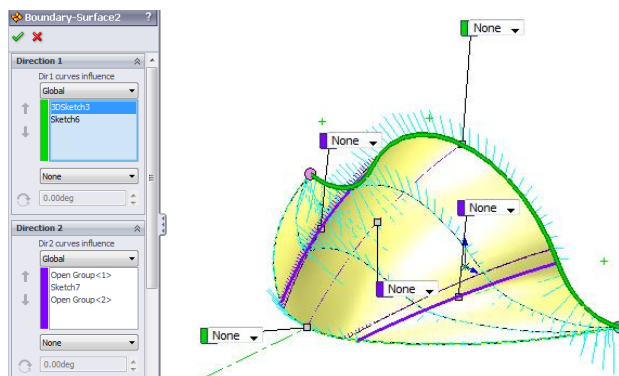 Boundary-Surface2 ?
Direction 1
Dir1 curves influence
Global
3DSketch3
Sketch6
None
0.00deg
Direction 2
Dir2 curves influence
Global
Open Group<1>
Sketch7
Open Group<2>
None
0.00deg
None
None
None
None
None